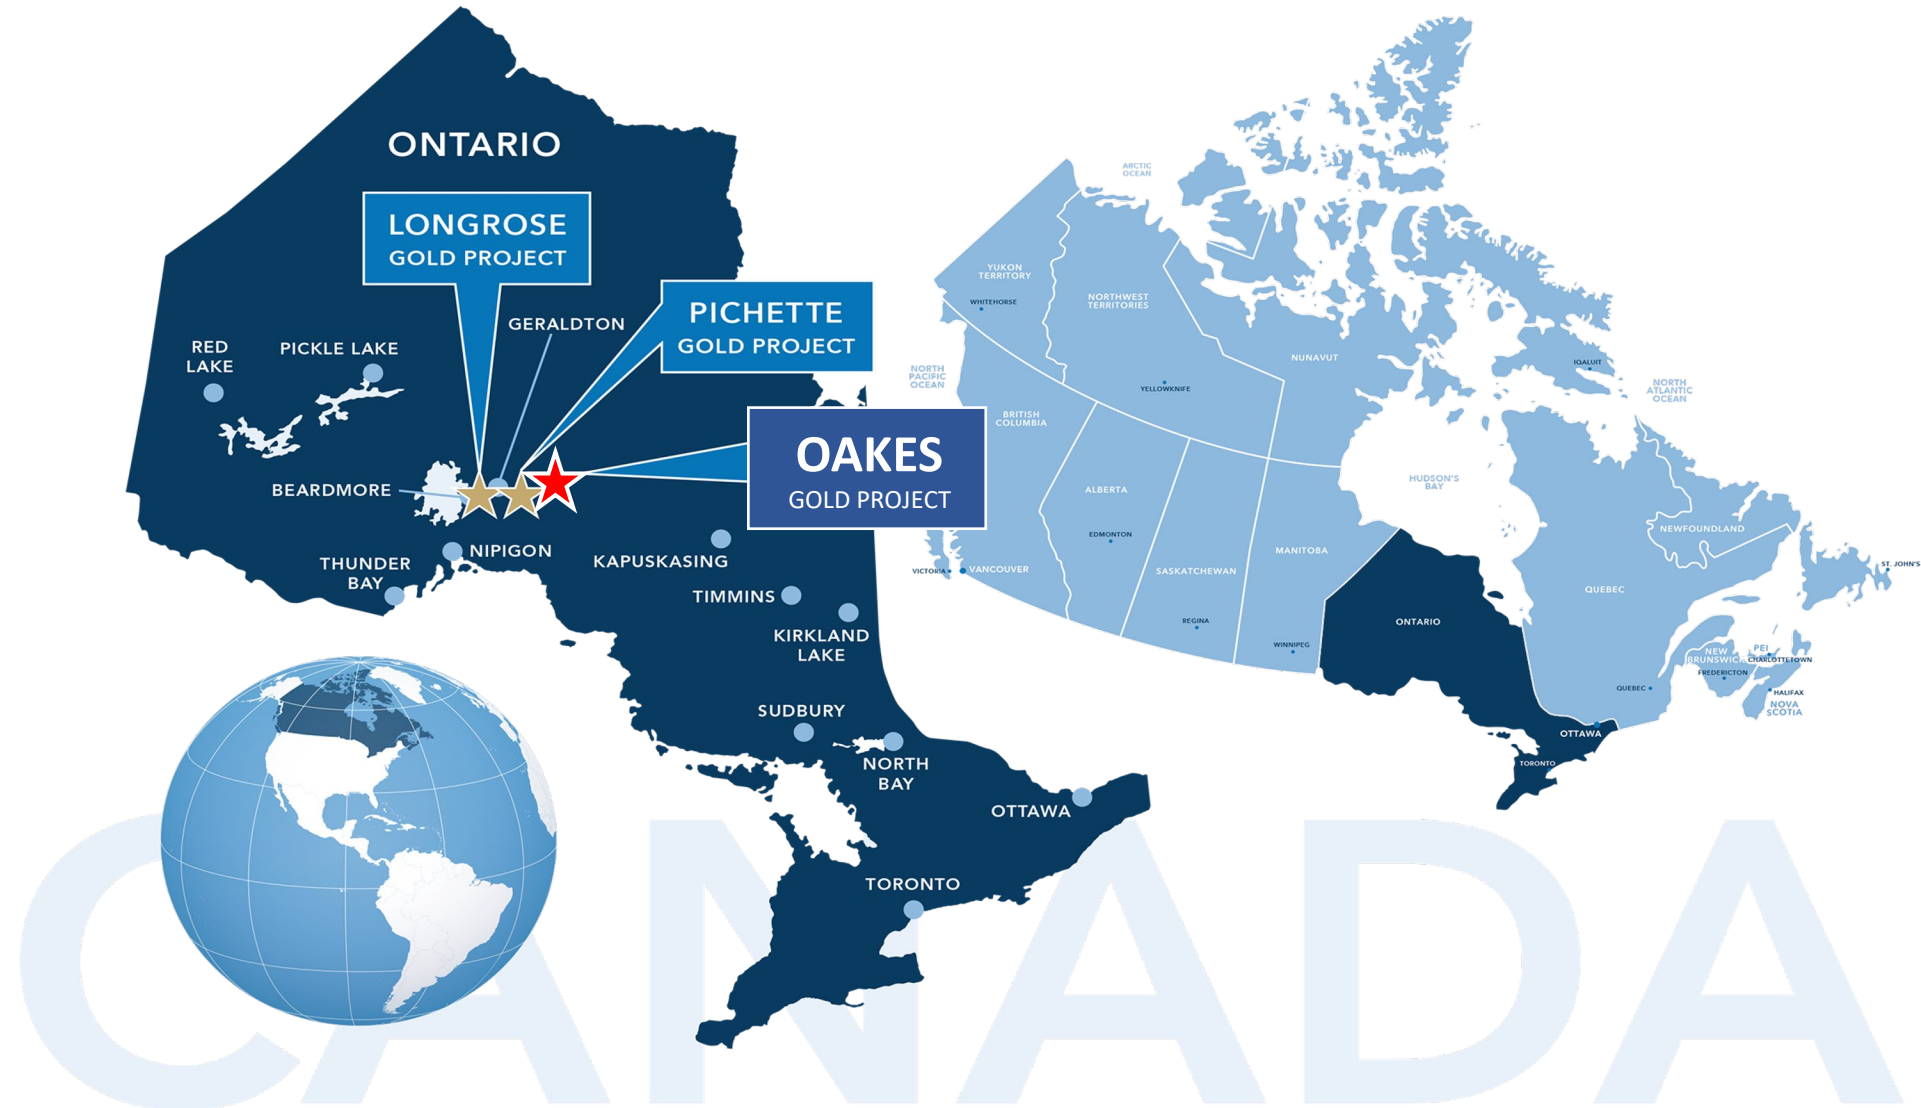 ONTARIO
LONGROSE
GOLD PROJECT
PICHETTE
GOLD PROJECT
GERALDTON
RED
LAKE
PICKLE LAKE
OAKES
GOLD PROJECT
BEARDMORE
NIPIGON
THUNDER
BAY
KAPUSKASING
TIMMINS
KIRKLAND
LAKE
SUDBURY
NORTH
BAY
OTTAWA
TORONTO
ARCTIC
OCEAN
YUKON
TERRITORY
WHITEHORSE
NORTHWEST
TERRITORIES
NUNAVUT
IQALUIT
YELLOWKNIFE
NORTH
PACIFIC
OCEAN
NORTH
ATLANTIC
OCEAN
BRITISH
COLUMBIA
ALBERTA
HUDSON'S
BAY
EDMONTON
NEWFOUNDLAND
MANITOBA
SASKATCHEWAN
VICTORIA
VANCOUVER
ST. JOHN'S
QUEBEC
REGINA
ONTARIO
WINNIPEG
NEW
BRUNSWICK
PEI
CHARLOTTETOWN
FREDERICTON
QUEBEC
HALIFAX
NOVA
SCOTIA
OTTAWA
TORONTO
CANADA